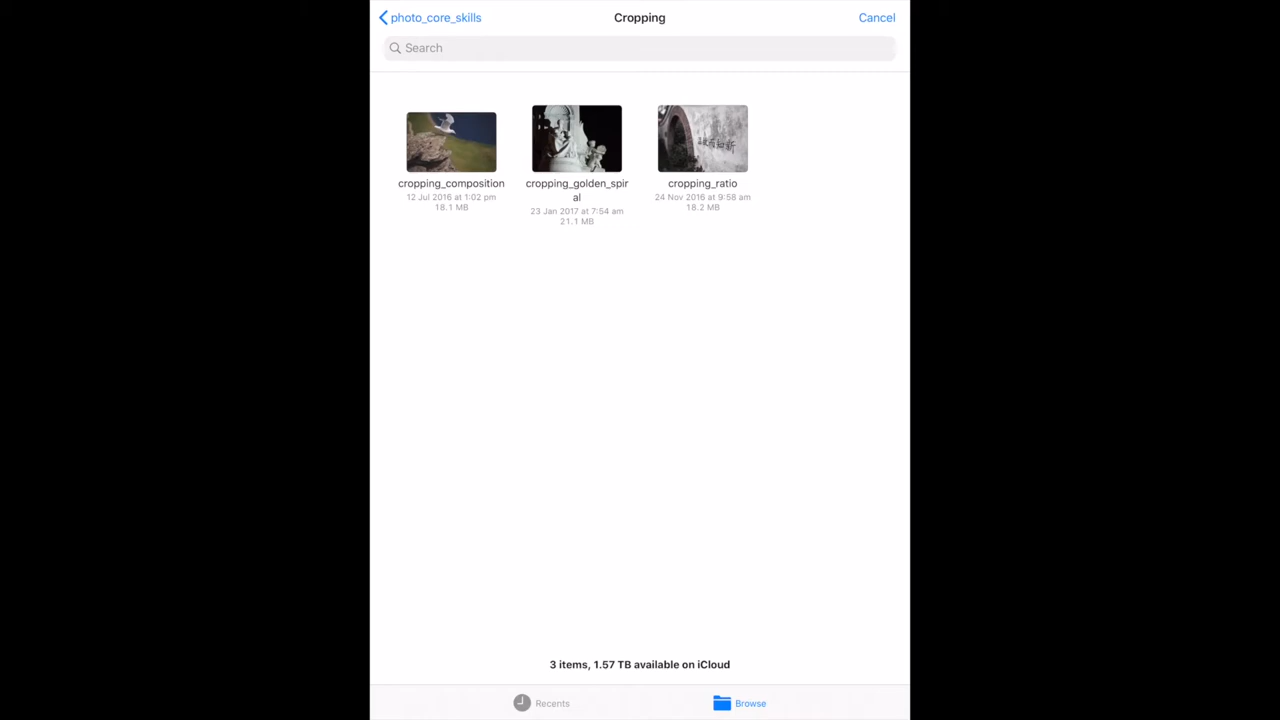 photo_core_skills
Cropping
Cancel
Search
cropping_composition
12 Jul 2016 at 1:02 pm
18.1 MB
cropping_golden_spir
al
23 Jan 2017 at 7:54 am
21.1 MB
cropping_ratio
24 Nov 2016 at 9:58 am
18.2 MB
3 items, 1.57 TB available on iCloud
Recents
Browse